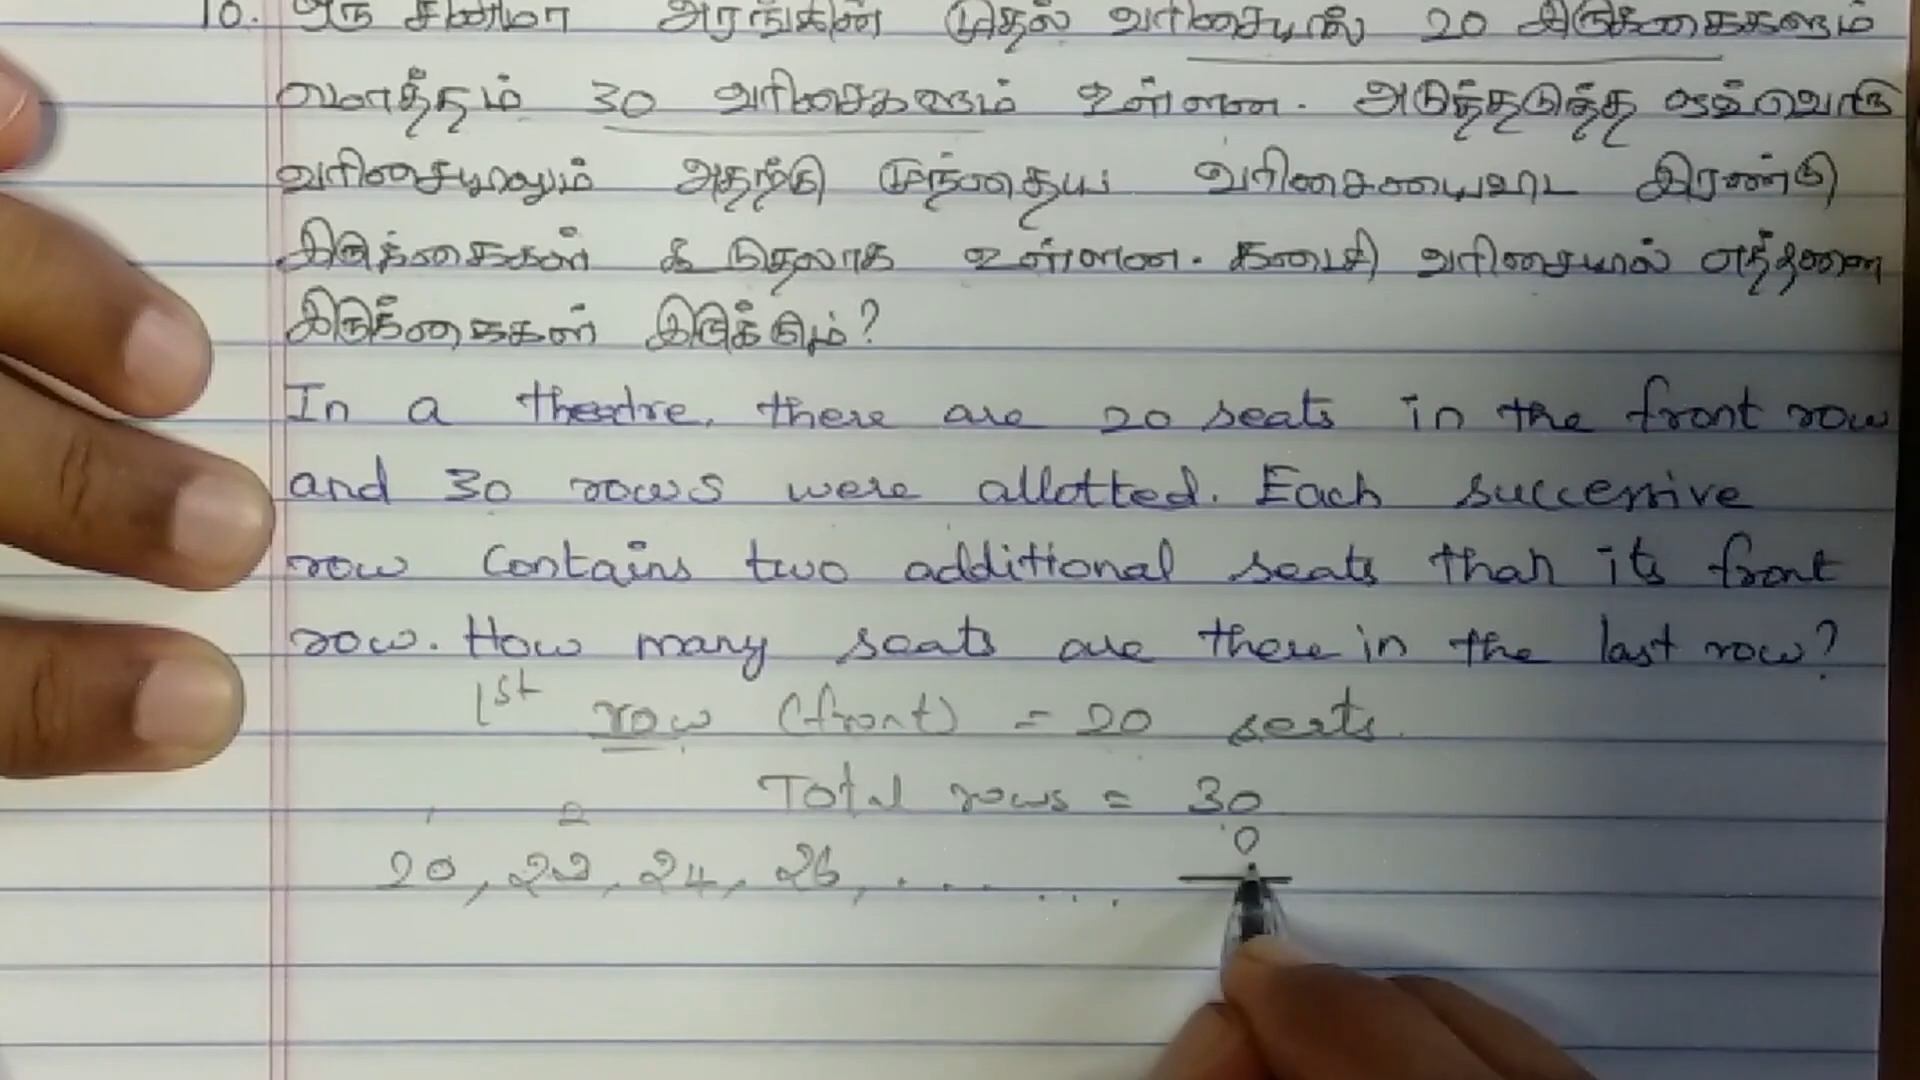 10. ஒரு சினிமா அரங்கின் முதல் வரிசையில் 20 இருக்கைகளும்
மொத்தம் 30 வரிசைகளும் உள்ளன. அடுத்தடுத்த ஒவ்வொரு
வரிசையிலும் அதற்கு முந்தைய வரிசையைவிட இரண்டு
இருக்கைகள் கூடுதலாக உள்ளன. கடைசி வரிசையில் எத்தனை
இருக்கைகள் இருக்கும்?
In a theatre, there are 20 seats in the front row
and 30 rows were allotted. Each successive
row contains two additional seats than its front
row. How many seats are there in the last row?
1st row (front) = 20 seats.
Total rows = 30
1 2
20, 22, 24, 26, ... ...